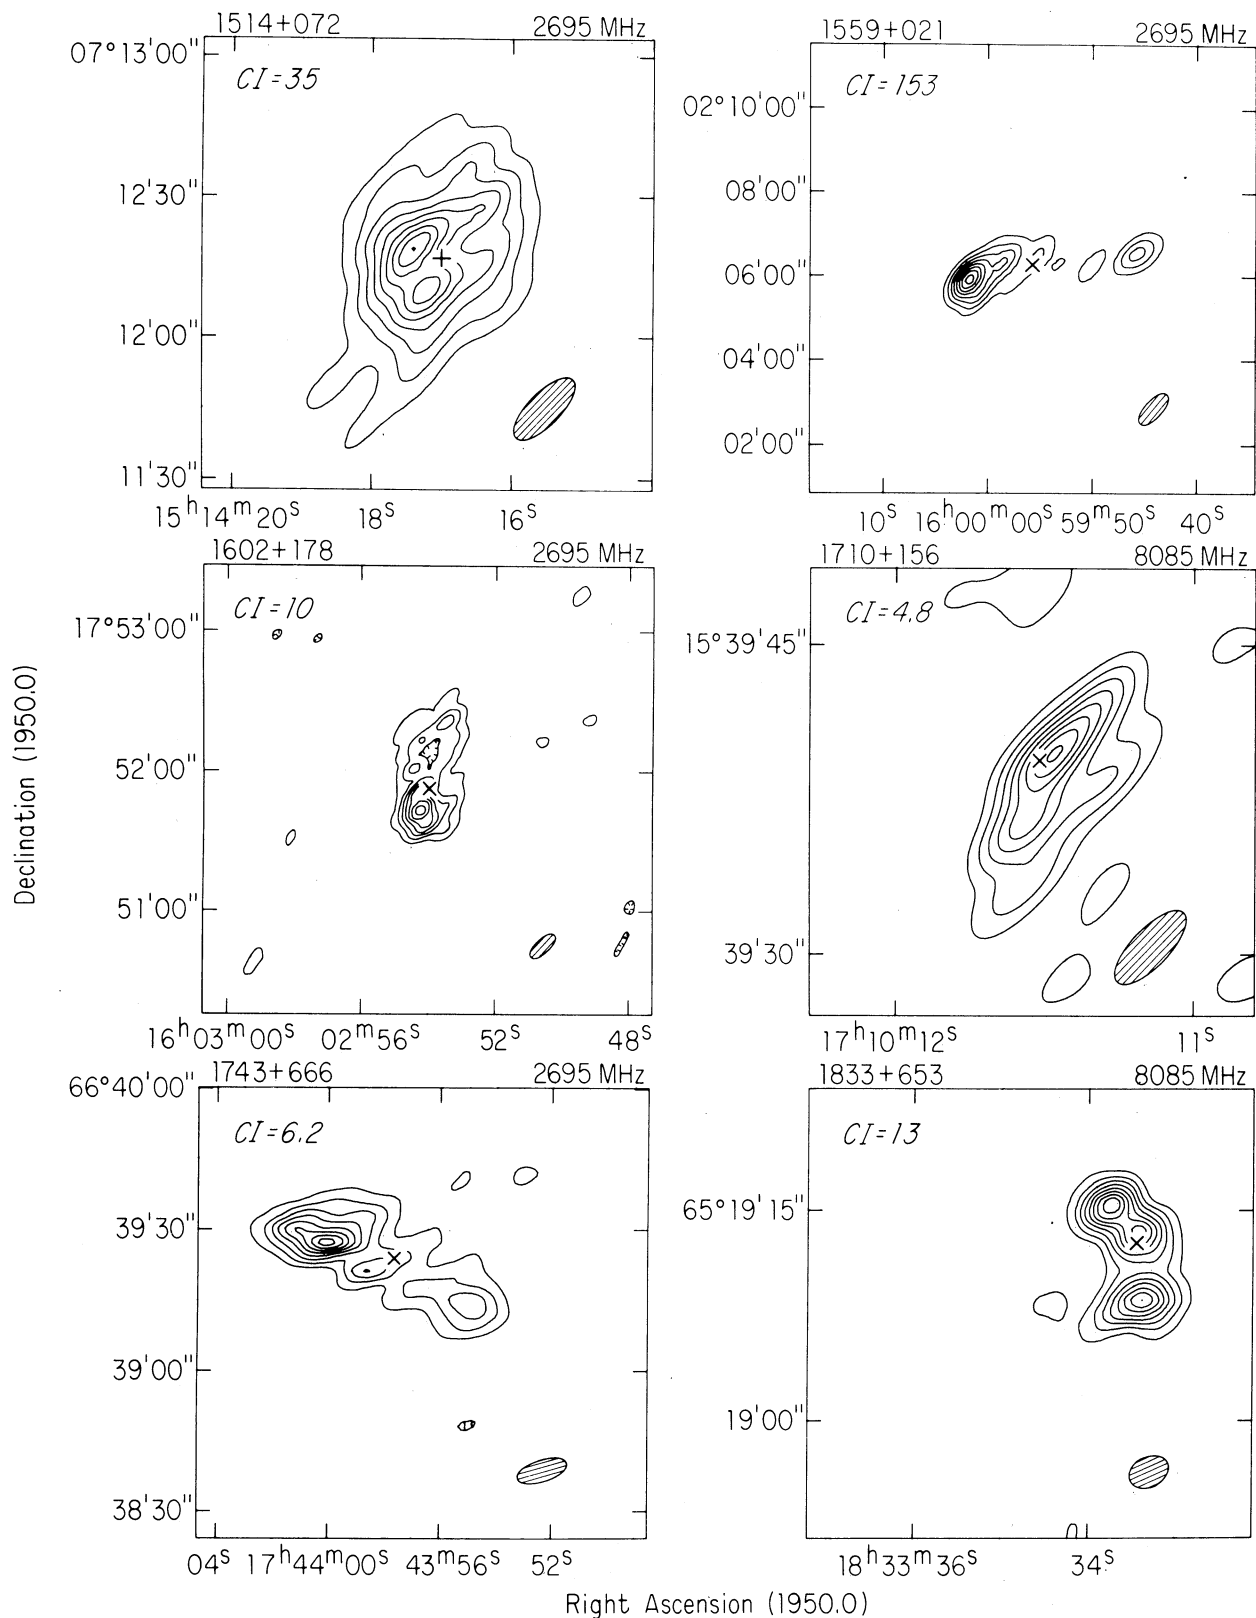 1514+072 2695 MHz
07°13'00"
CI=35
12'30"
12'00"
11'30"
15ʰ14ᵐ20ˢ 18ˢ 16ˢ
1559+021 2695 MHz
CI=153
02°10'00"
08'00"
06'00"
04'00"
02'00"
10ˢ 16ʰ00ᵐ00ˢ 59ᵐ50ˢ 40ˢ
1602+178 2695 MHz
CI=10
17°53'00"
52'00"
51'00"
16ʰ03ᵐ00ˢ 02ᵐ56ˢ 52ˢ 48ˢ
1710+156 8085 MHz
CI=4.8
15°39'45"
39'30"
17ʰ10ᵐ12ˢ 11ˢ
Declination (1950.0)
1743+666 2695 MHz
66°40'00"
CI=6.2
39'30"
39'00"
38'30"
04ˢ 17ʰ44ᵐ00ˢ 43ᵐ56ˢ 52ˢ
1833+653 8085 MHz
CI=13
65°19'15"
19'00"
18ʰ33ᵐ36ˢ 34ˢ
Right Ascension (1950.0)